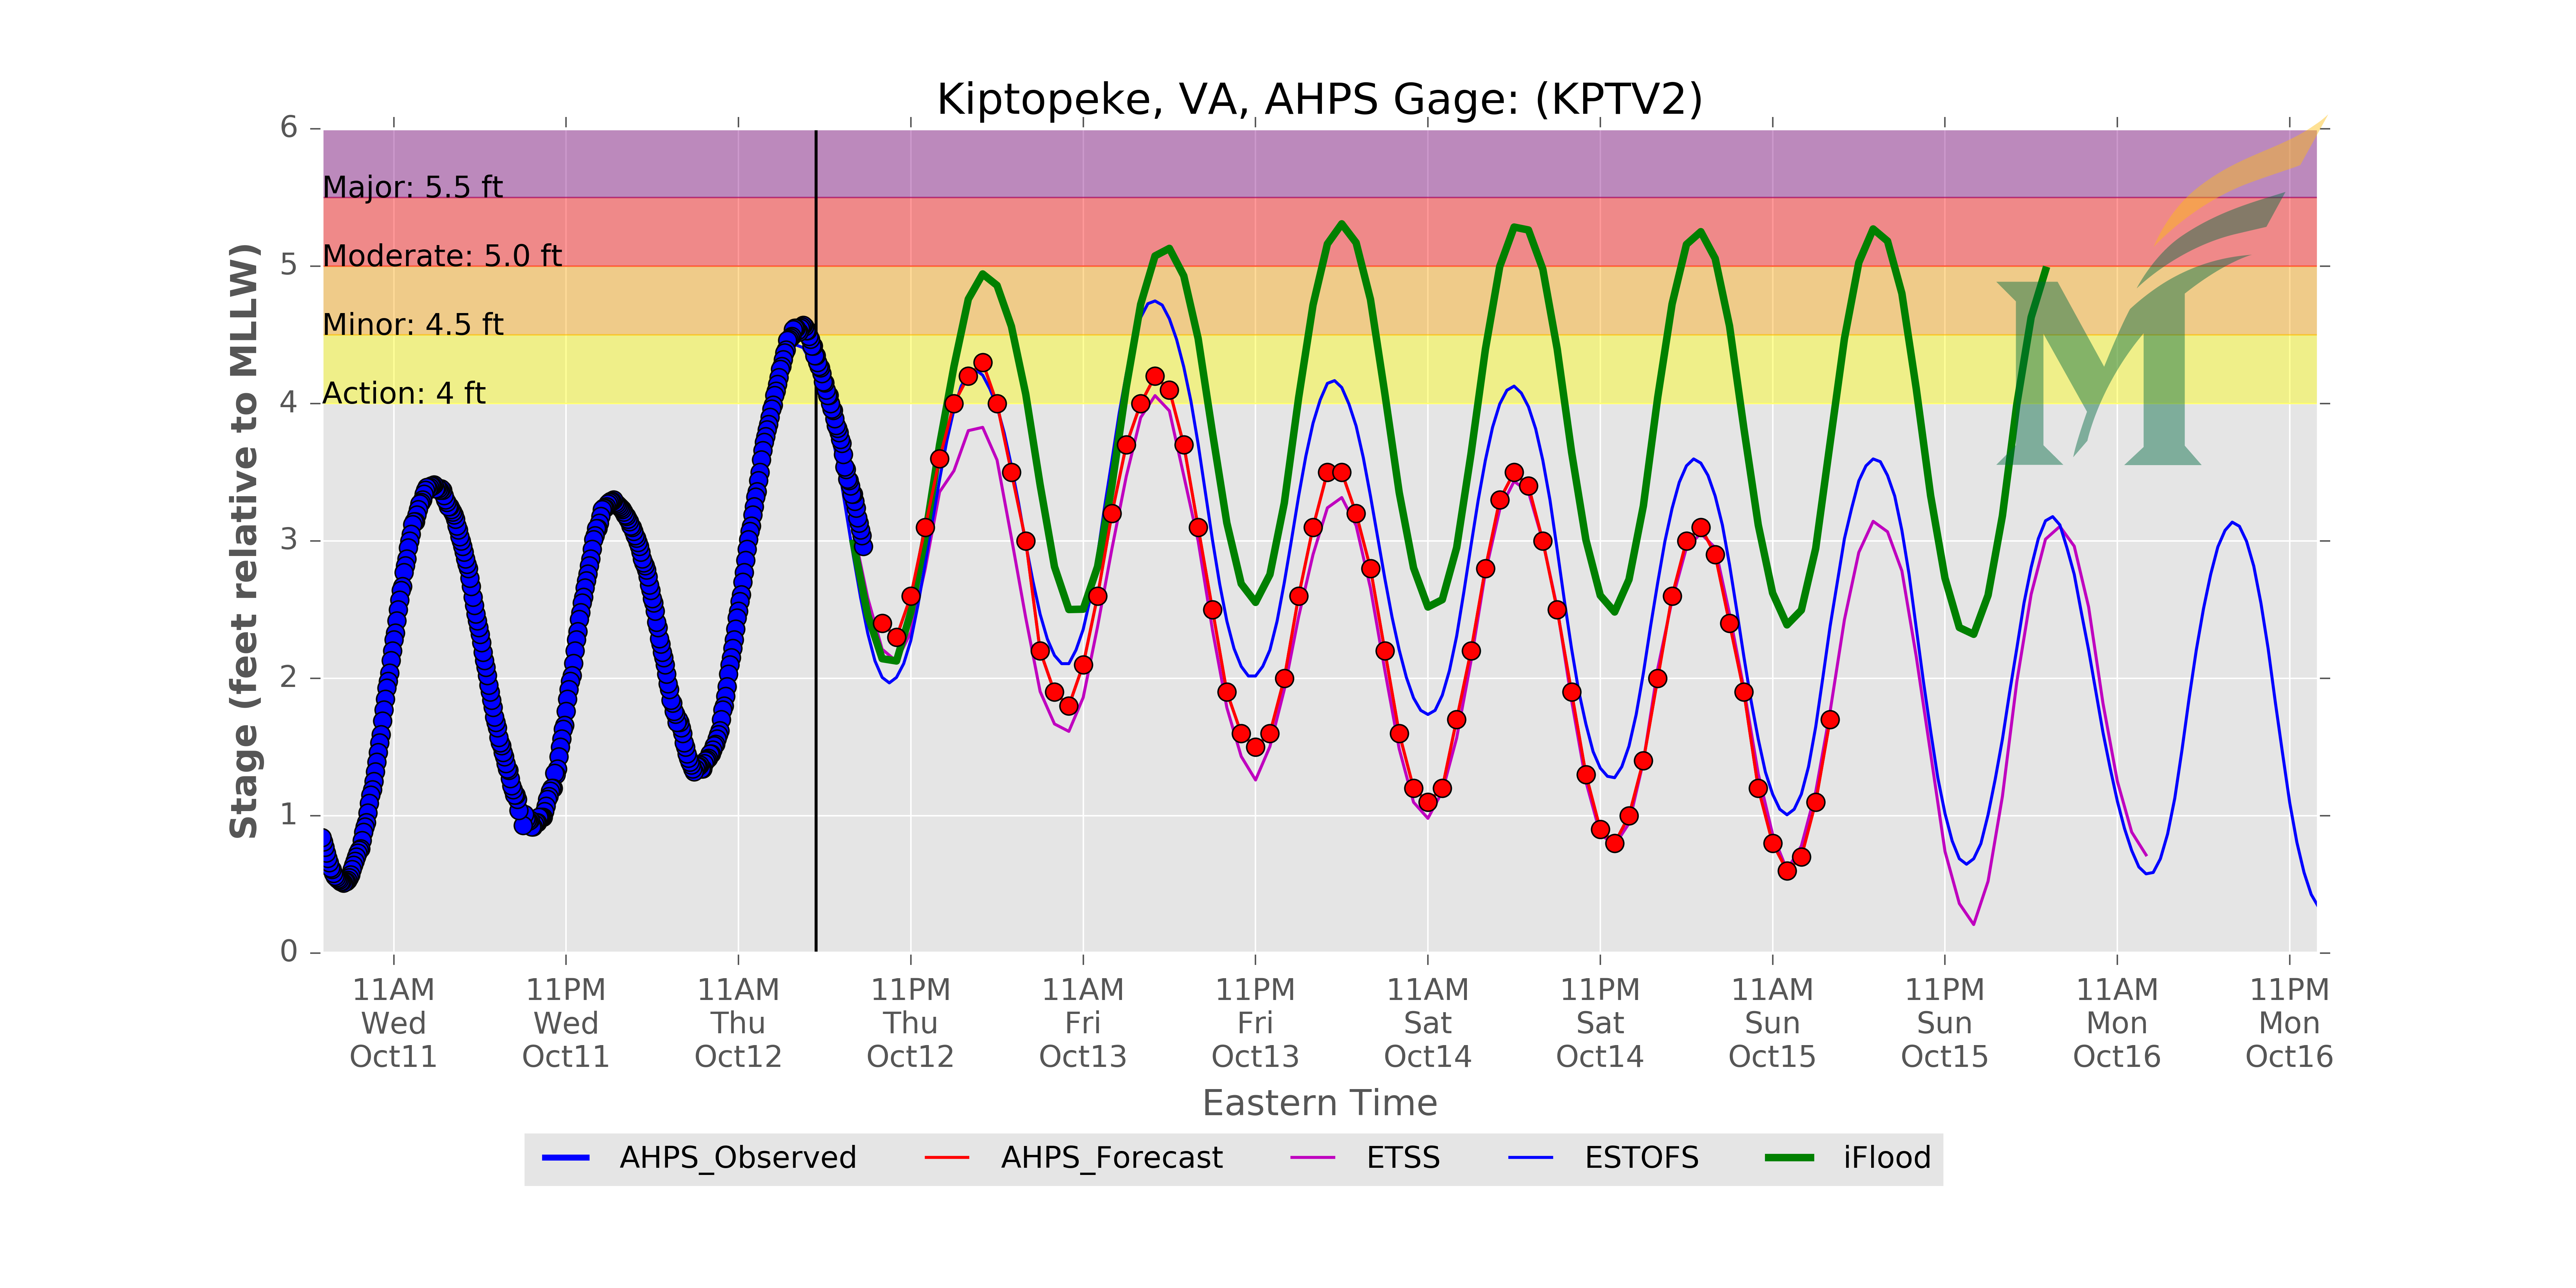 Kiptopeke, VA, AHPS Gage: (KPTV2)
6
5
4
3
2
1
0
Stage (feet relative to MLLW)
Major: 5.5 ft
Moderate: 5.0 ft
Minor: 4.5 ft
Action: 4 ft
M
11AM
Wed
Oct11
11PM
Wed
Oct11
11AM
Thu
Oct12
11PM
Thu
Oct12
11AM
Fri
Oct13
11PM
Fri
Oct13
11AM
Sat
Oct14
11PM
Sat
Oct14
11AM
Sun
Oct15
11PM
Sun
Oct15
11AM
Mon
Oct16
11PM
Mon
Oct16
Eastern Time
AHPS_Observed
AHPS_Forecast
ETSS
ESTOFS
iFlood